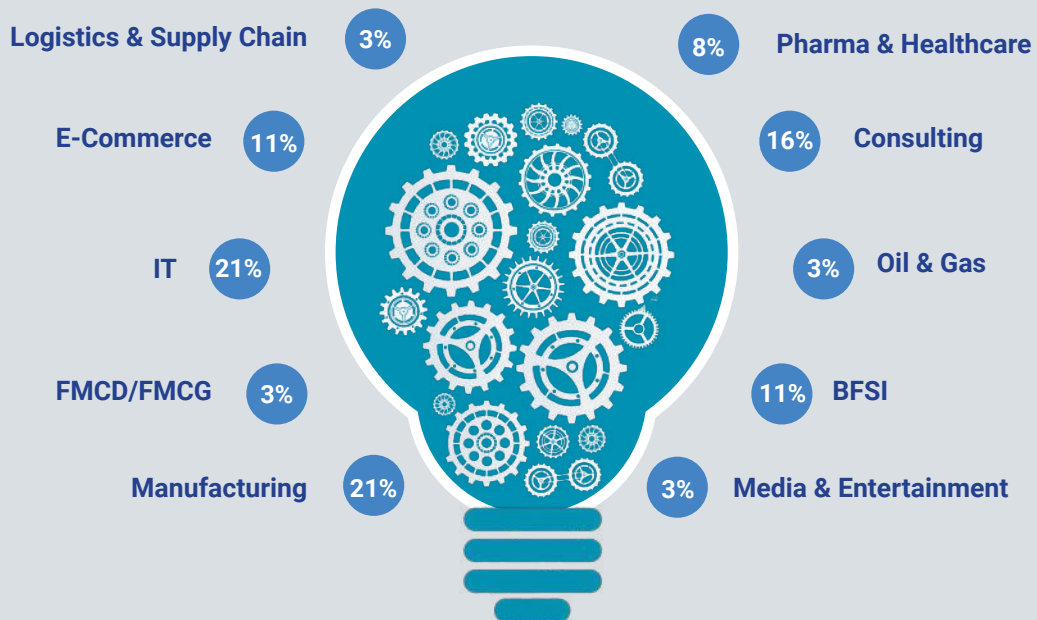 Logistics & Supply Chain 3%
8% Pharma & Healthcare
E-Commerce 11%
16% Consulting
IT 21%
3% Oil & Gas
FMCD/FMCG 3%
11% BFSI
Manufacturing 21%
3% Media & Entertainment